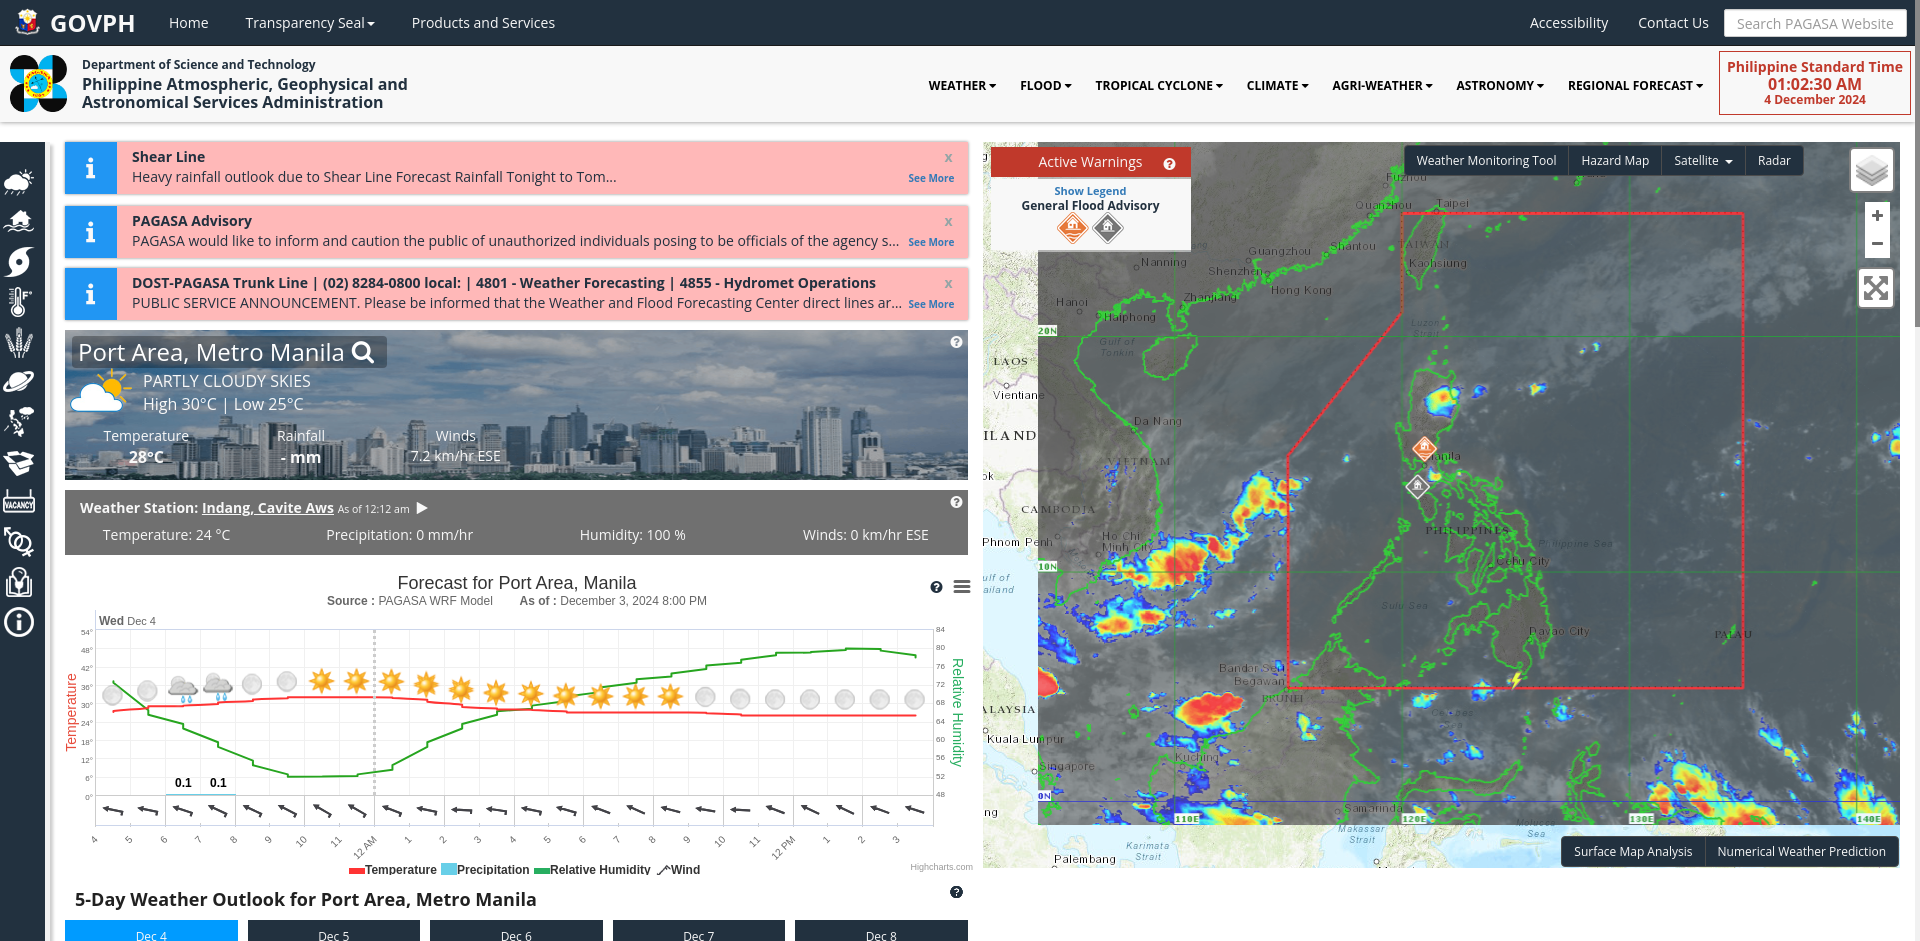 GOVPH
Home
Transparency Seal
Products and Services
Accessibility
Contact Us
Search PAGASA Website
Department of Science and Technology
Philippine Atmospheric, Geophysical and
Astronomical Services Administration
WEATHER
FLOOD
TROPICAL CYCLONE
CLIMATE
AGRI-WEATHER
ASTRONOMY
REGIONAL FORECAST
Philippine Standard Time
01:02:30 AM
4 December 2024
Shear Line
x
Heavy rainfall outlook due to Shear Line Forecast Rainfall Tonight to Tom...
See More
PAGASA Advisory
x
PAGASA would like to inform and caution the public of unauthorized individuals posing to be officials of the agency s...
See More
DOST-PAGASA Trunk Line | (02) 8284-0800 local: | 4801 - Weather Forecasting | 4855 - Hydromet Operations
x
PUBLIC SERVICE ANNOUNCEMENT. Please be informed that the Weather and Flood Forecasting Center direct lines ar...
See More
Port Area, Metro Manila
PARTLY CLOUDY SKIES
High 30°C | Low 25°C
Temperature
28°C
Rainfall
- mm
Winds
7.2 km/hr ESE
Weather Station: Indang, Cavite Aws As of 12:12 am
Temperature: 24 °C
Precipitation: 0 mm/hr
Humidity: 100 %
Winds: 0 km/hr ESE
Forecast for Port Area, Manila
Source : PAGASA WRF Model
As of : December 3, 2024 8:00 PM
Wed Dec 4
Temperature
54°
48°
42°
36°
30°
24°
18°
12°
6°
0°
0.1
0.1
84
80
76
72
68
64
60
56
52
48
Relative Humidity
4 5 6 7 8 9 10 11 12 AM 1 2 3 4 5 6 7 8 9 10 11 12 PM 1 2 3
Temperature
Precipitation
Relative Humidity
Wind
Highcharts.com
5-Day Weather Outlook for Port Area, Metro Manila
Dec 4
Dec 5
Dec 6
Dec 7
Dec 8
VACANCY
Active Warnings
Show Legend
General Flood Advisory
Weather Monitoring Tool
Hazard Map
Satellite
Radar
+
−
Fuzhou
Quanzhou
Taipei
Guangzhou
Shantou
TAIWAN
Nanning
Shenzhen
Kaohsiung
Hong Kong
Zhanjiang
Hanoi
Haiphong
20N
Luzon
Strait
Gulf of
Tonkin
LAOS
Vientiane
Da Nang
ILAND
VIETNAM
Manila
ok
CAMBODIA
PHILIPPINES
Phnom Penh
Ho Chi
Minh City
Philippine Sea
Cebu City
10N
ulf of
ailand
Sulu Sea
Davao City
PALAU
Bandar Seri
Begawan
BRUNEI
ALAYSIA
Celebes
Kuala Lumpur
Kuching
Singapore
0N
Samarinda
110E
120E
130E
140E
ng
Makassar
Strait
Molucca
Sea
Karimata
Strait
Palembang
Surface Map Analysis
Numerical Weather Prediction